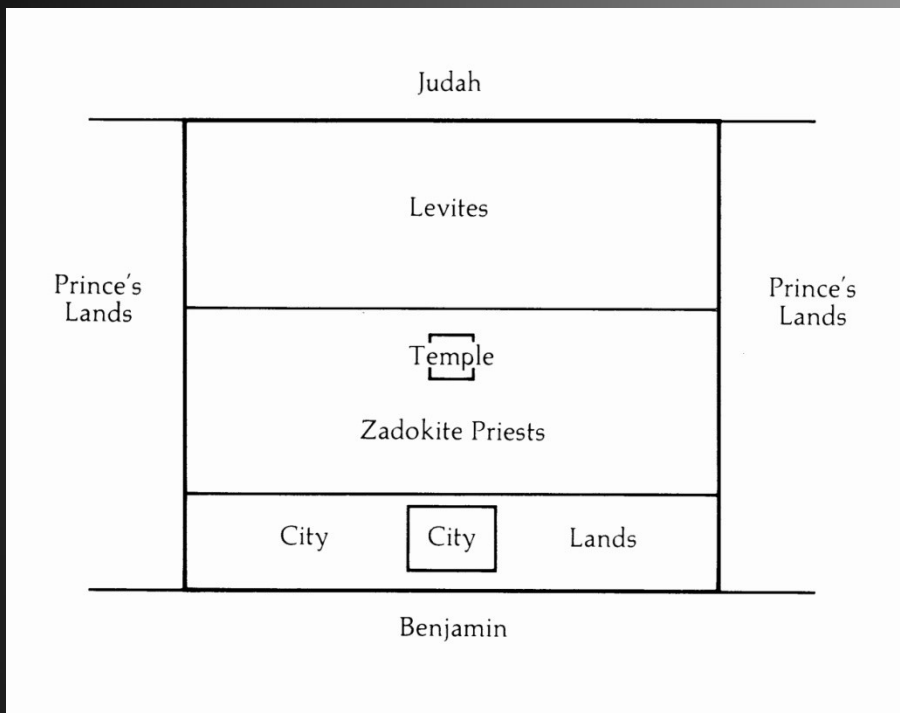 Judah
Levites
Prince's
Lands
Prince's
Lands
Temple
Zadokite Priests
City
City
Lands
Benjamin